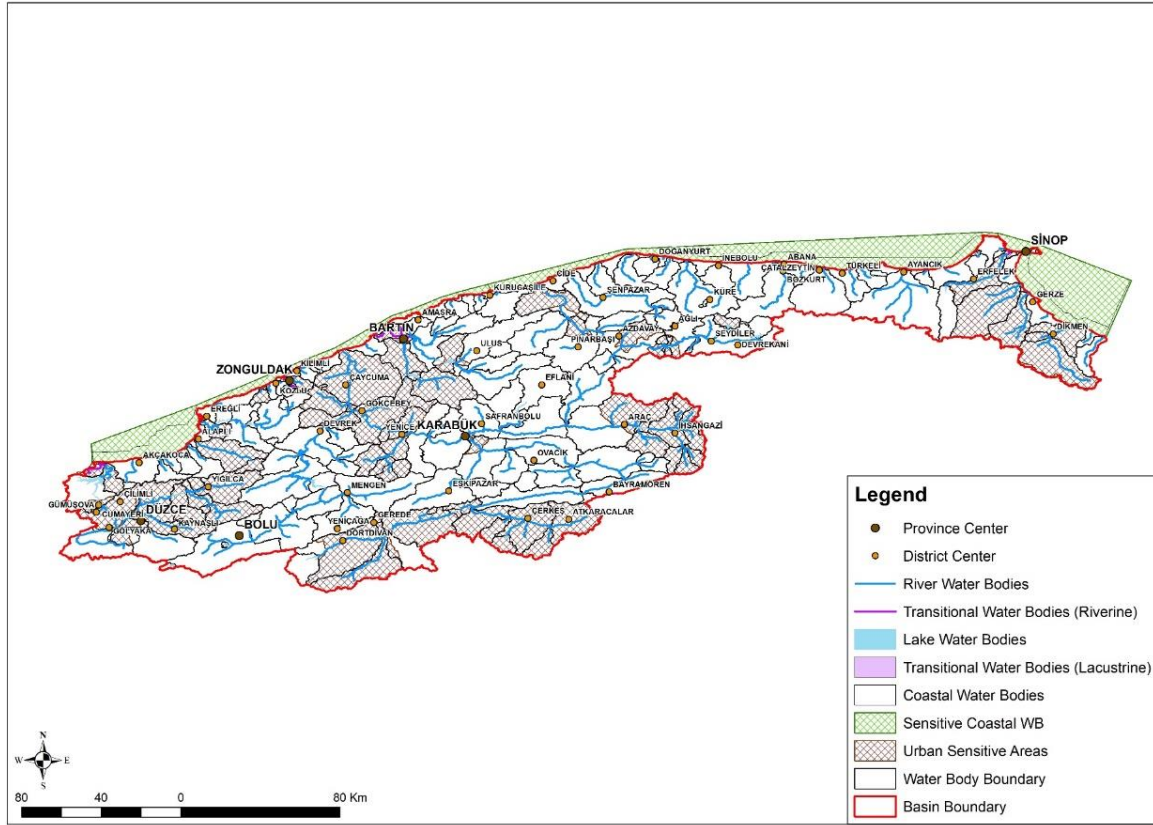 SİNOP
DOĞANYURT
İNEBOLU
ABANA
ÇATALZEYTİN
TÜRKELİ
AYANCIK
BOZKURT
ERFELEK
CİDE
KURUCAŞİLE
ŞENPAZAR
KÜRE
GERZE
AMASRA
AĞLI
DİKMEN
BARTIN
AZDAVAY
SEYDİLER
PINARBAŞI
DEVREKANİ
ULUS
KİLİMLİ
ZONGULDAK
KOZLU
ÇAYCUMA
EFLANİ
EREĞLİ
GÖKÇEBEY
SAFRANBOLU
ARAÇ
İHSANGAZİ
ALAPLI
DEVREK
YENİCE
KARABÜK
AKÇAKOCA
OVACIK
YIĞILCA
MENGEN
ESKİPAZAR
BAYRAMÖREN
GÜMÜŞOVA
ÇİLİMLİ
CUMAYERİ
DÜZCE
GÖLYAKA
KAYNAŞLI
BOLU
YENİÇAĞA
GEREDE
DÖRTDİVAN
ÇERKEŞ
ATKARACALAR
Legend
Province Center
District Center
River Water Bodies
Transitional Water Bodies (Riverine)
Lake Water Bodies
Transitional Water Bodies (Lacustrine)
Coastal Water Bodies
Sensitive Coastal WB
Urban Sensitive Areas
Water Body Boundary
Basin Boundary
N
W E
S
80 40 0 80 Km